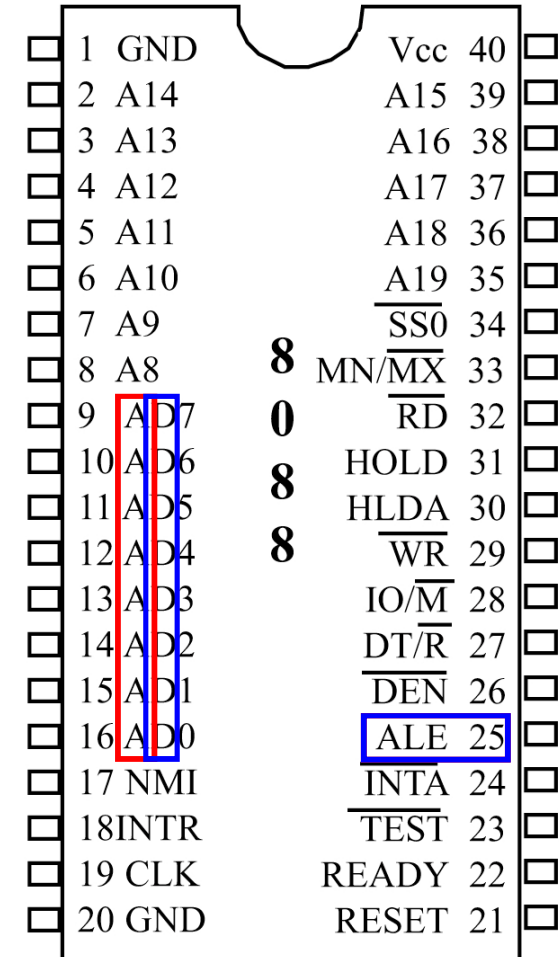 1 GND Vcc 40
2 A14 A15 39
3 A13 A16 38
4 A12 A17 37
5 A11 A18 36
6 A10 A19 35
7 A9 SS0 34
8 A8 MN/MX 33
9 AD7 RD 32
10 AD6 HOLD 31
11 AD5 HLDA 30
12 AD4 WR 29
13 AD3 IO/M 28
14 AD2 DT/R 27
15 AD1 DEN 26
16 AD0 ALE 25
17 NMI INTA 24
18 INTR TEST 23
19 CLK READY 22
20 GND RESET 21
8
0
8
8